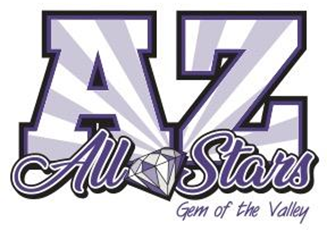 AZ
All Stars
Gem of the Valley